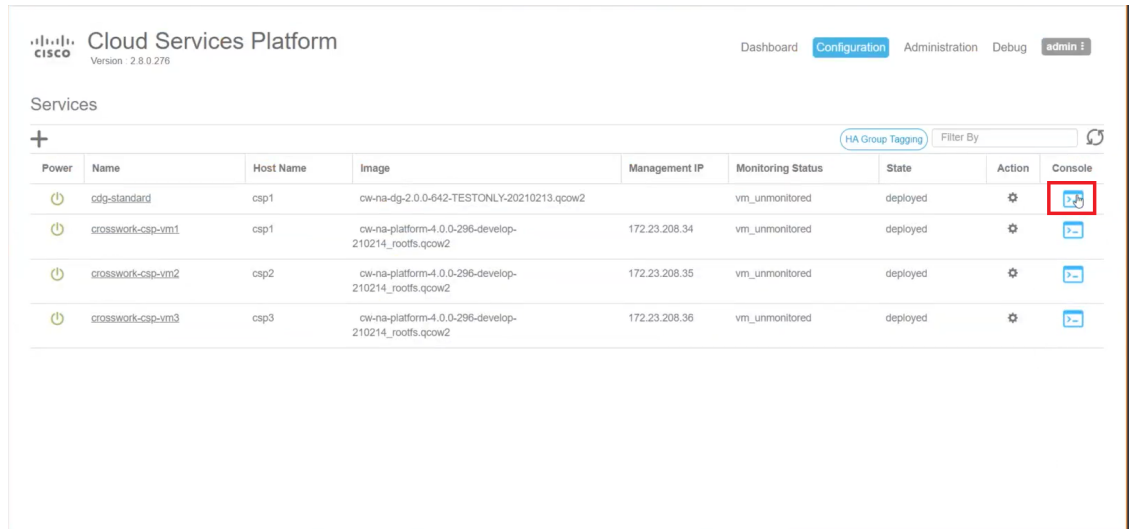 CISCO
Cloud Services Platform
Version 2.8.0.276
Dashboard Configuration Administration Debug admin
Services
HA Group Tagging Filter By
Power Name Host Name Image Management IP Monitoring Status State Action Console
cdg-standard csp1 cw-na-dg-2.0.0-642-TESTONLY-20210213.qcow2 vm_unmonitored deployed
crosswork-csp-vm1 csp1 cw-na-platform-4.0.0-296-develop- 172.23.208.34 vm_unmonitored deployed
210214_rootfs.qcow2
crosswork-csp-vm2 csp2 cw-na-platform-4.0.0-296-develop- 172.23.208.35 vm_unmonitored deployed
210214_rootfs.qcow2
crosswork-csp-vm3 csp3 cw-na-platform-4.0.0-296-develop- 172.23.208.36 vm_unmonitored deployed
210214_rootfs.qcow2